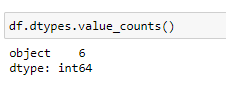 df.dtypes.value_counts()
object    6
dtype: int64